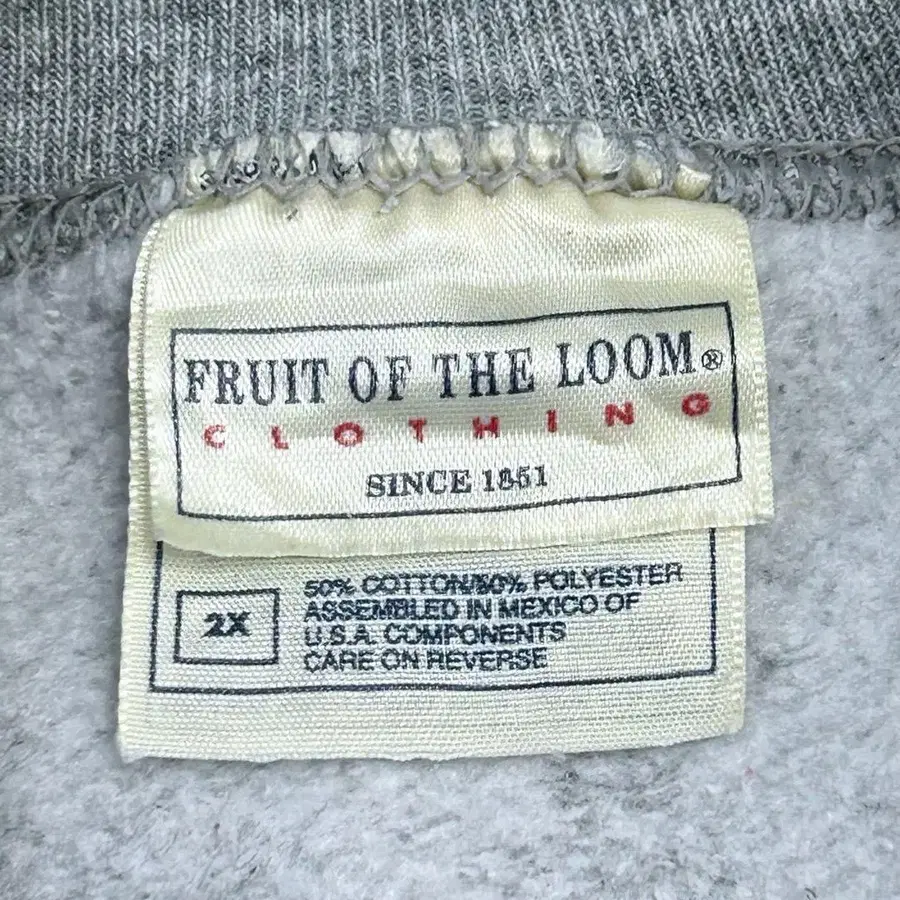 FRUIT OF THE LOOM®
CLOTHING
SINCE 1851
2X
50% COTTON/50% POLYESTER
ASSEMBLED IN MEXICO OF
U.S.A. COMPONENTS
CARE ON REVERSE